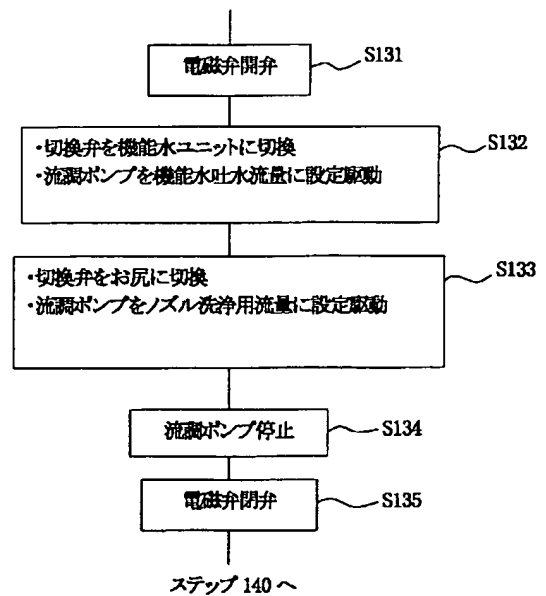 電磁弁開弁
S131
・切換弁を機能水ユニットに切換
・流調ポンプを機能水吐水流量に設定駆動
S132
・切換弁をお尻に切換
・流調ポンプをノズル洗浄用流量に設定駆動
S133
流調ポンプ停止
S134
電磁弁閉弁
S135
ステップ 140 へ